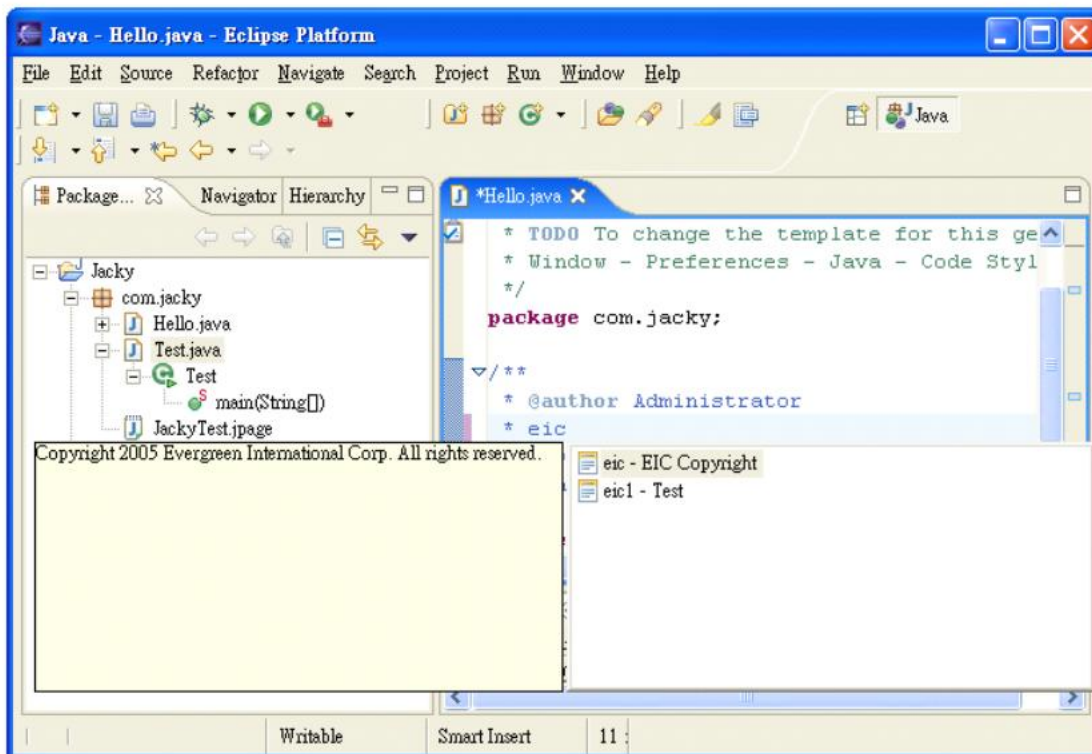 Java - Hello.java - Eclipse Platform
File Edit Source Refactor Navigate Search Project Run Window Help
Java
Package... Navigator Hierarchy
*Hello.java
Jacky
com.jacky
Hello.java
Test.java
Test
main(String[])
JackyTest.jpage
* TODO To change the template for this ge
* Window - Preferences - Java - Code Styl
*/
package com.jacky;
/**
* @author Administrator
* eic
Copyright 2005 Evergreen International Corp. All rights reserved.
eic - EIC Copyright
eic1 - Test
Writable Smart Insert 11 :